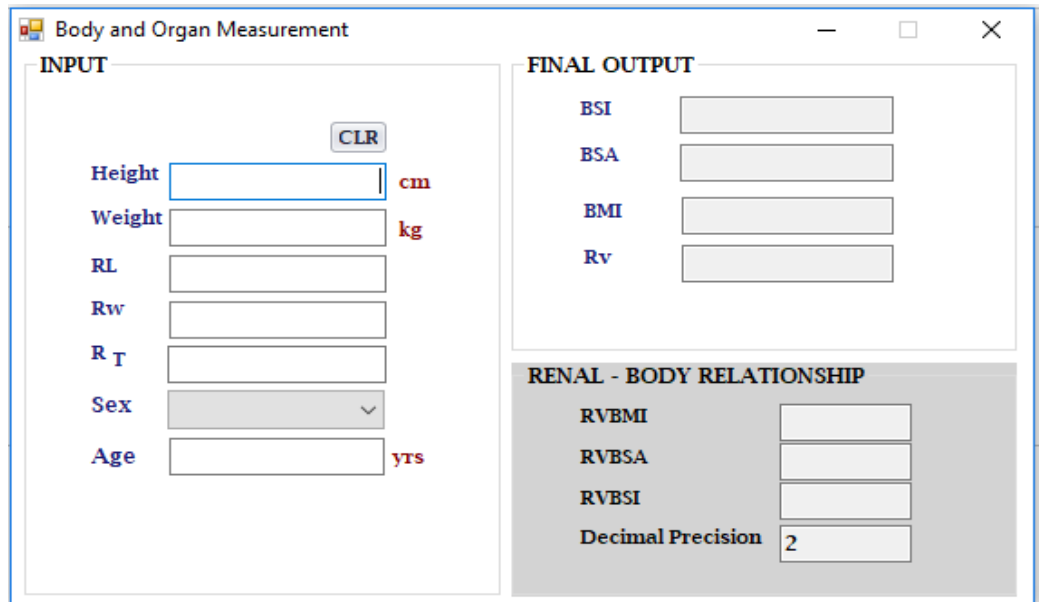 Body and Organ Measurement
INPUT
CLR
Height cm
Weight kg
RL
Rw
R T
Sex
Age yrs
FINAL OUTPUT
BSI
BSA
BMI
Rv
RENAL - BODY RELATIONSHIP
RVBMI
RVBSA
RVBSI
Decimal Precision 2